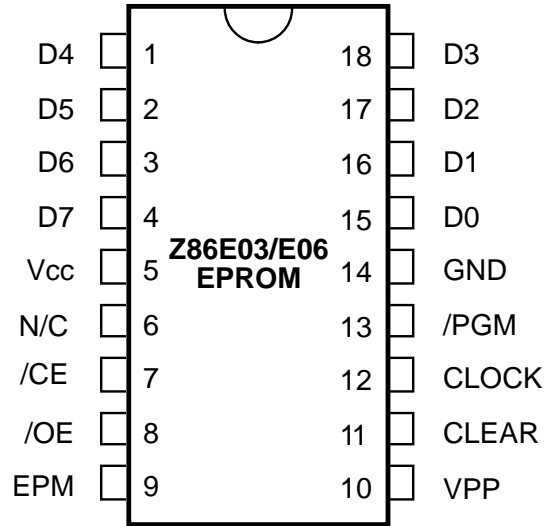 D4 1 18 D3
D5 2 17 D2
D6 3 16 D1
D7 4 15 D0
Z86E03/E06
Vcc 5 14 GND
EPROM
N/C 6 13 /PGM
/CE 7 12 CLOCK
/OE 8 11 CLEAR
EPM 9 10 VPP